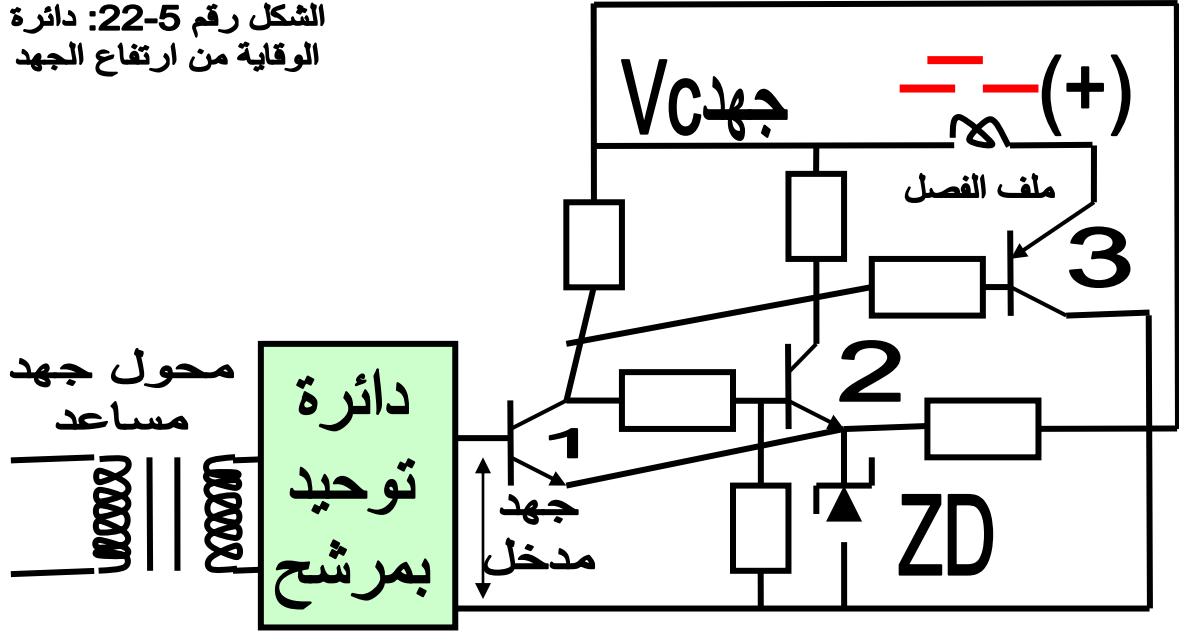 الشكل رقم 5-22: دائرة
الوقاية من ارتفاع الجهد
جهدVc
(+)
ملف الفصل
3
2
1
محول جهد
مساعد
دائرة
توحيد
بمرشح
جهد
مدخل
ZD